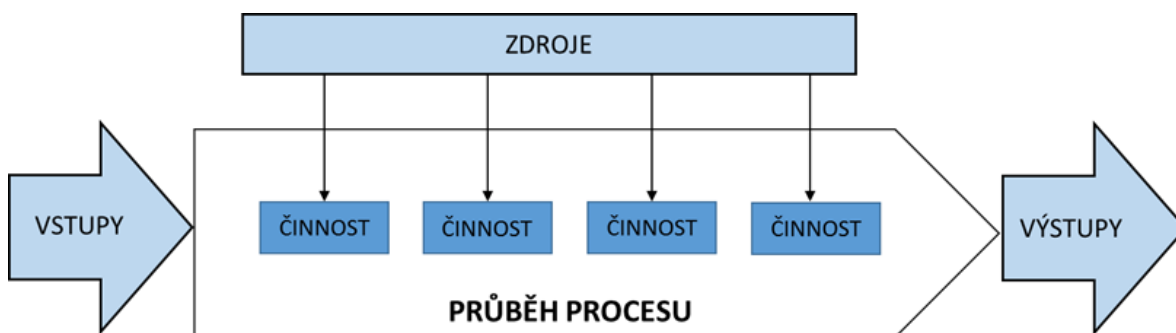 ZDROJE
VSTUPY
ČINNOST
ČINNOST
ČINNOST
ČINNOST
VÝSTUPY
PRŮBĚH PROCESU